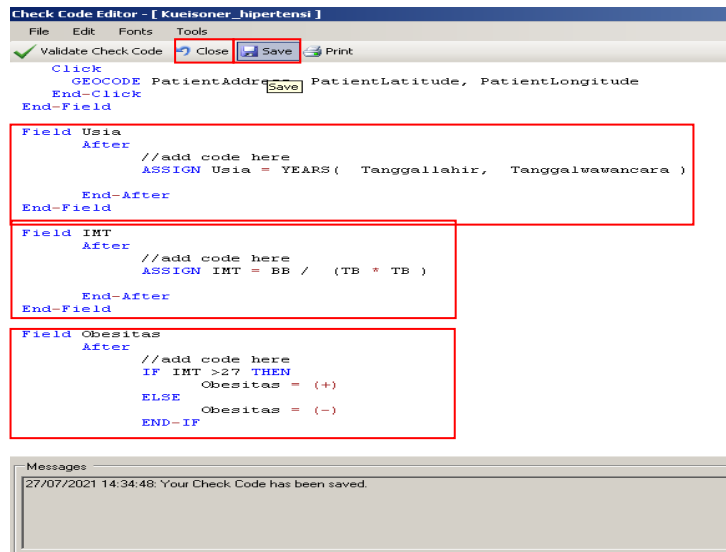 Check Code Editor - [ Kueisoner_hipertensi ]
File Edit Fonts Tools
Validate Check Code Close Save Print
Click
GEOCODE PatientAddress, PatientLatitude, PatientLongitude
Save
End-Click
End-Field
Field Usia
After
//add code here
ASSIGN Usia = YEARS( Tanggallahir, Tanggalwawancara )
End-After
End-Field
Field IMT
After
//add code here
ASSIGN IMT = BB / (TB * TB )
End-After
End-Field
Field Obesitas
After
//add code here
IF IMT >27 THEN
Obesitas = (+)
ELSE
Obesitas = (-)
END-IF
Messages
27/07/2021 14:34:48: Your Check Code has been saved.